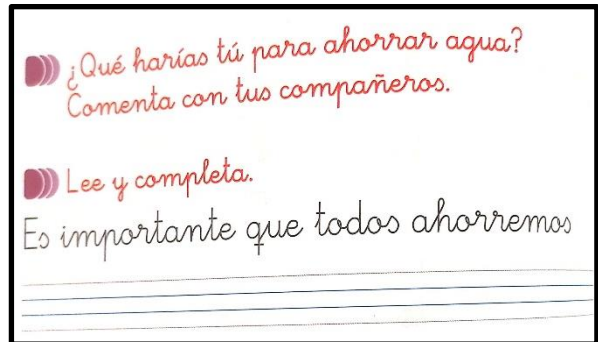 ¿Qué harías tú para ahorrar agua?
Comenta con tus compañeros.
Lee y completa.
Es importante que todos ahorremos